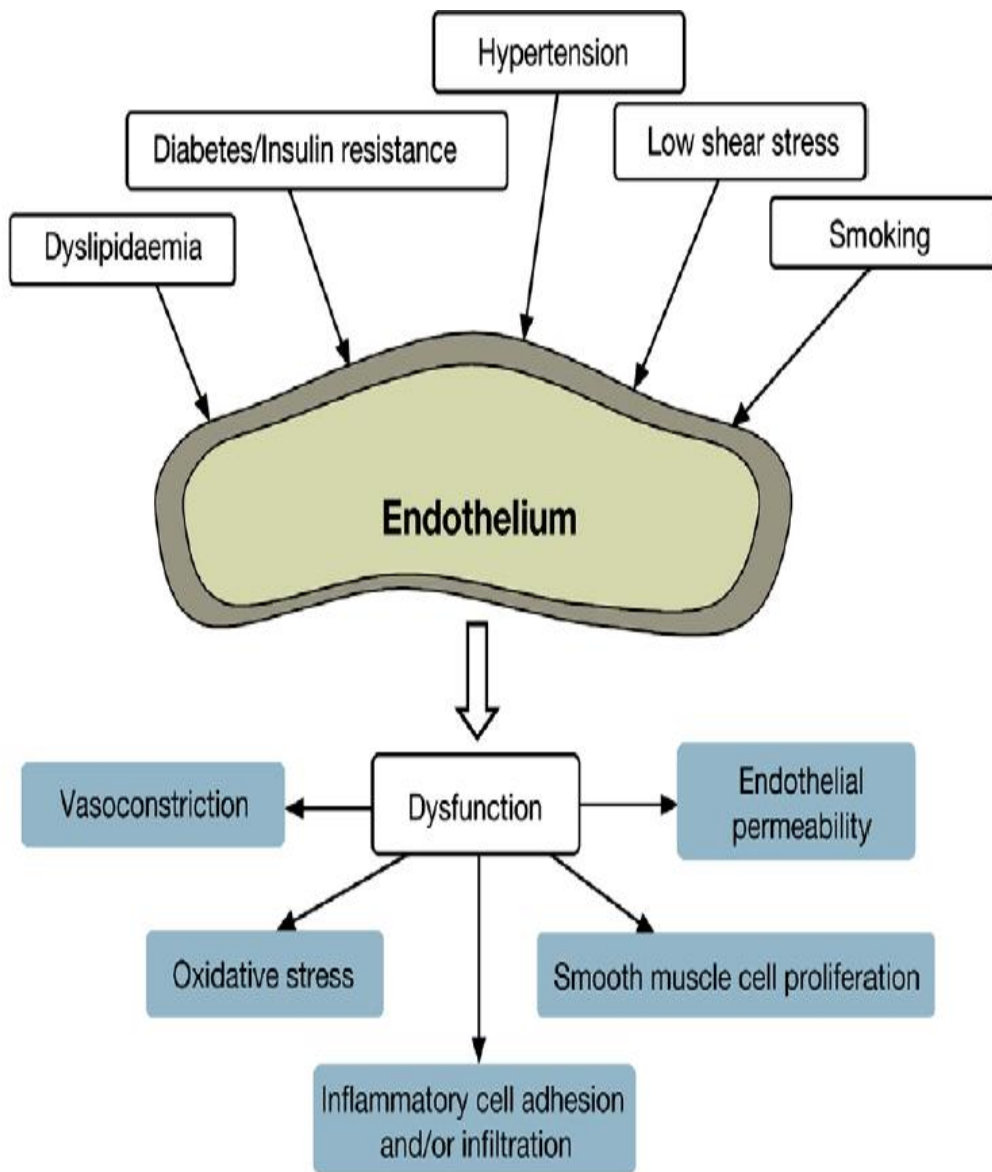 Hypertension
Diabetes/Insulin resistance
Low shear stress
Dyslipidaemia
Smoking
Endothelium
Vasoconstriction
Dysfunction
Endothelial
permeability
Oxidative stress
Smooth muscle cell proliferation
Inflammatory cell adhesion
and/or infiltration